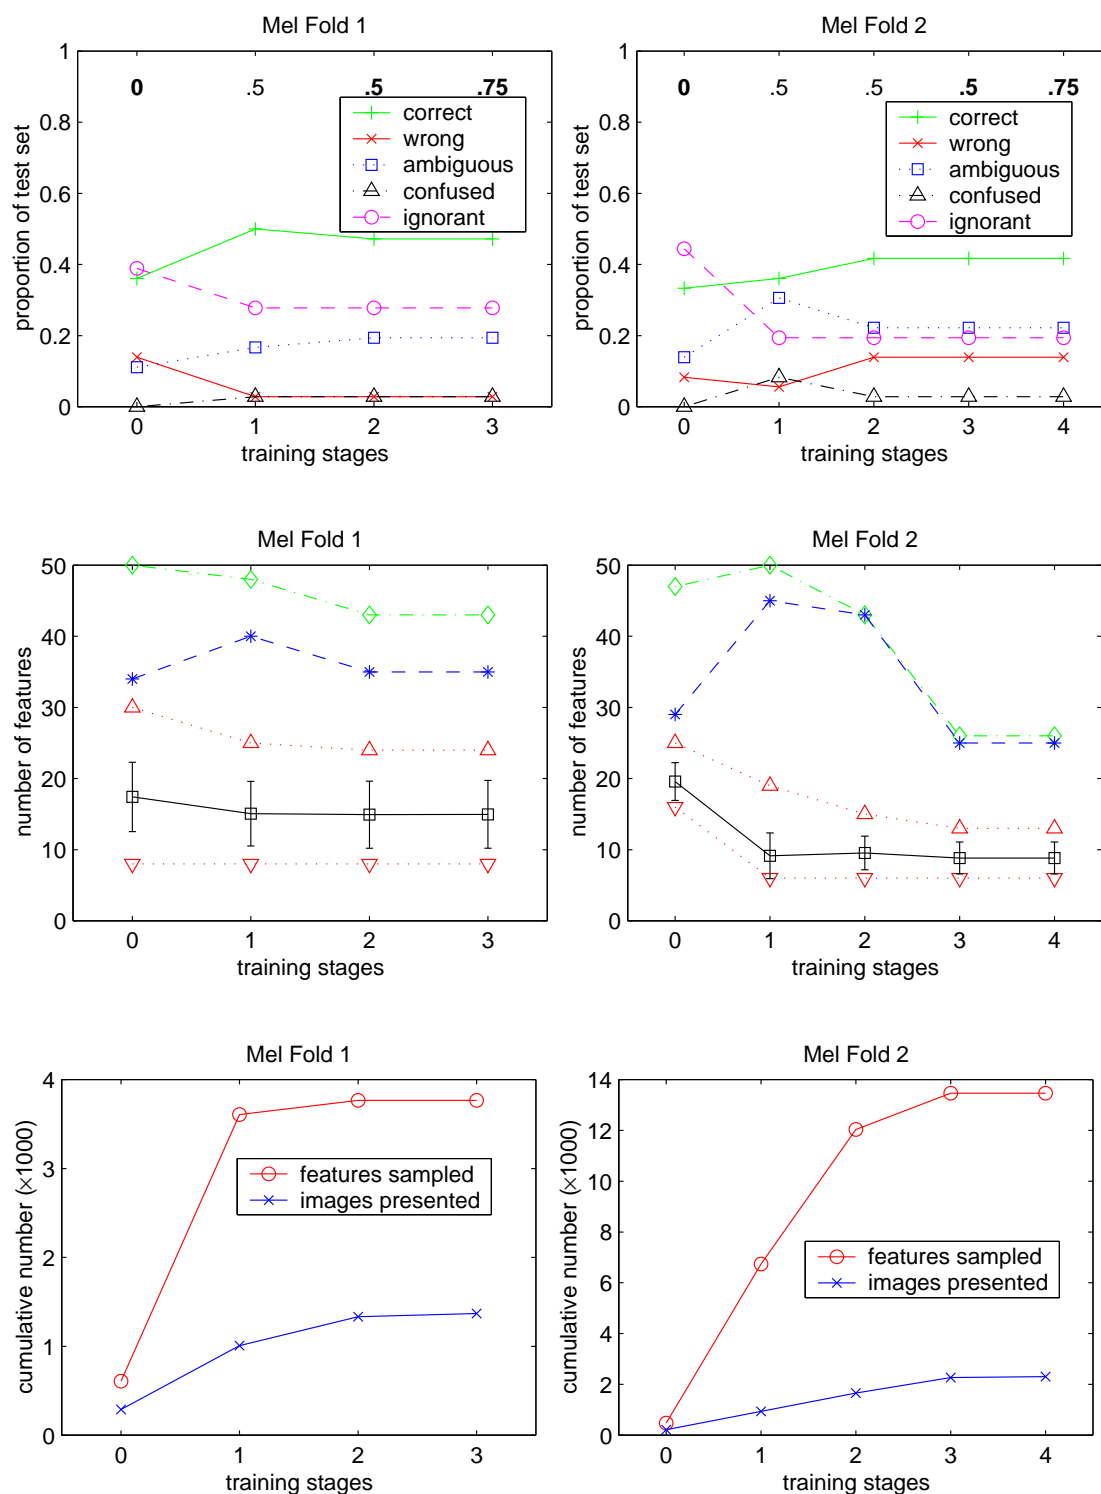 Mel Fold 1
1
0 .5 .5 .75
0.8
0.6
0.4
0.2
0
correct
wrong
ambiguous
confused
ignorant
proportion of test set
0 1 2 3
training stages
Mel Fold 2
1
0 .5 .5 .5 .75
0.8
0.6
0.4
0.2
0
correct
wrong
ambiguous
confused
ignorant
proportion of test set
0 1 2 3 4
training stages
Mel Fold 1
50
40
30
20
10
0
number of features
0 1 2 3
training stages
Mel Fold 2
50
40
30
20
10
0
number of features
0 1 2 3 4
training stages
Mel Fold 1
4
3
2
1
0
features sampled
images presented
cumulative number (×1000)
0 1 2 3
training stages
Mel Fold 2
14
12
10
8
6
4
2
0
features sampled
images presented
cumulative number (×1000)
0 1 2 3 4
training stages